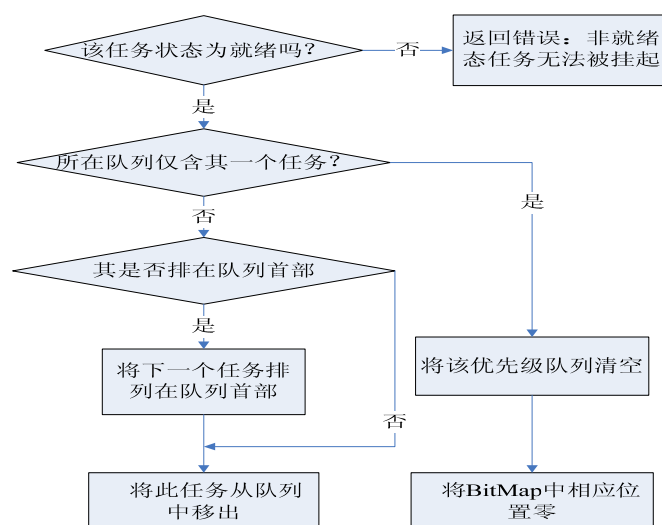 该任务状态为就绪吗？
否
返回错误：非就绪
态任务无法被挂起
是
所在队列仅含其一个任务？
否
是
其是否排在队列首部
是
将下一个任务排
列在队列首部
将该优先级队列清空
否
将此任务从队列
中移出
将BitMap中相应位
置零